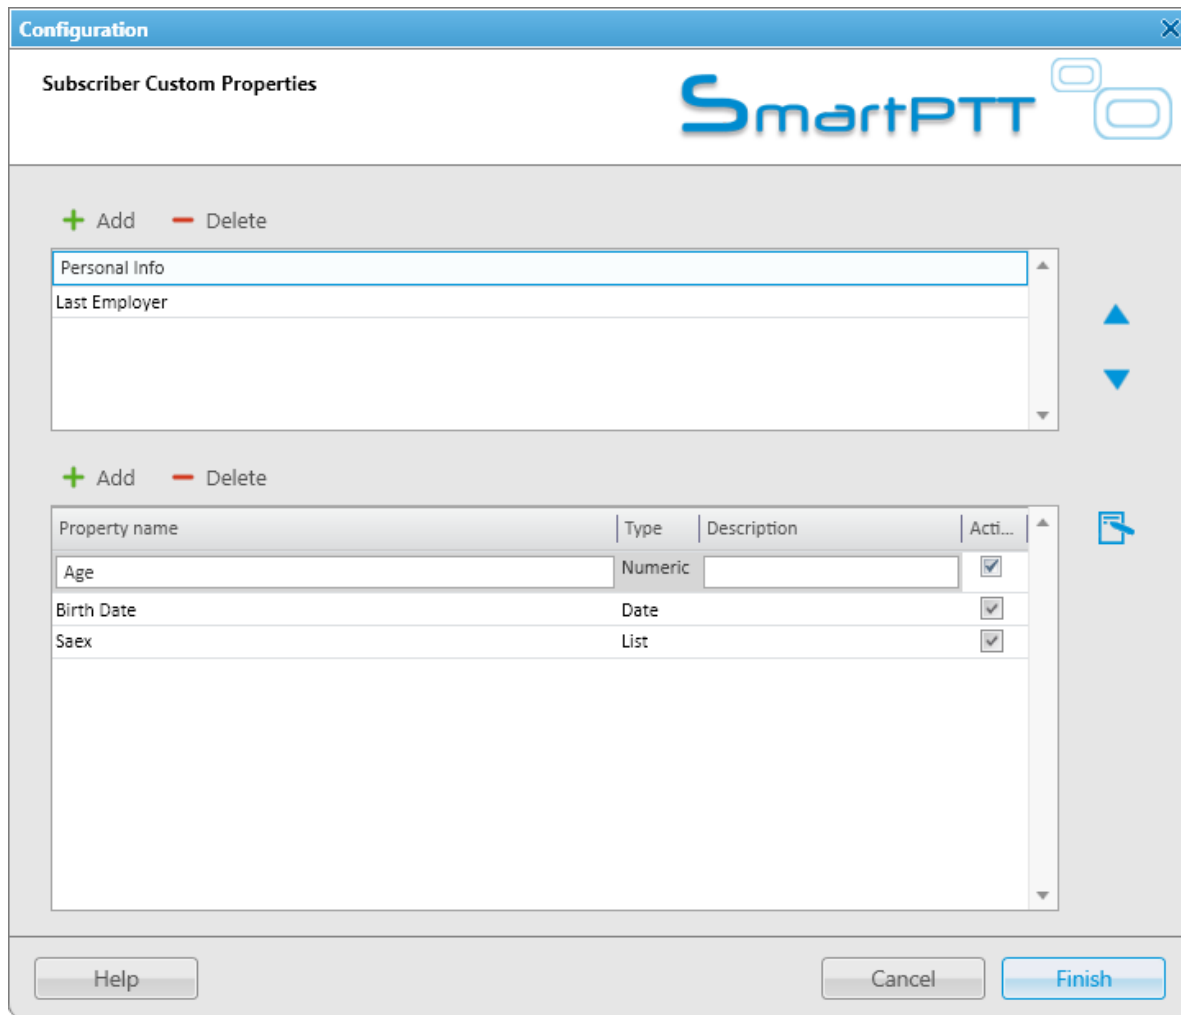 Configuration
Subscriber Custom Properties
SmartPTT
Add Delete
Personal Info
Last Employer
Add Delete
Property name Type Description Acti...
Age Numeric
Birth Date Date
Saex List
Help Cancel Finish